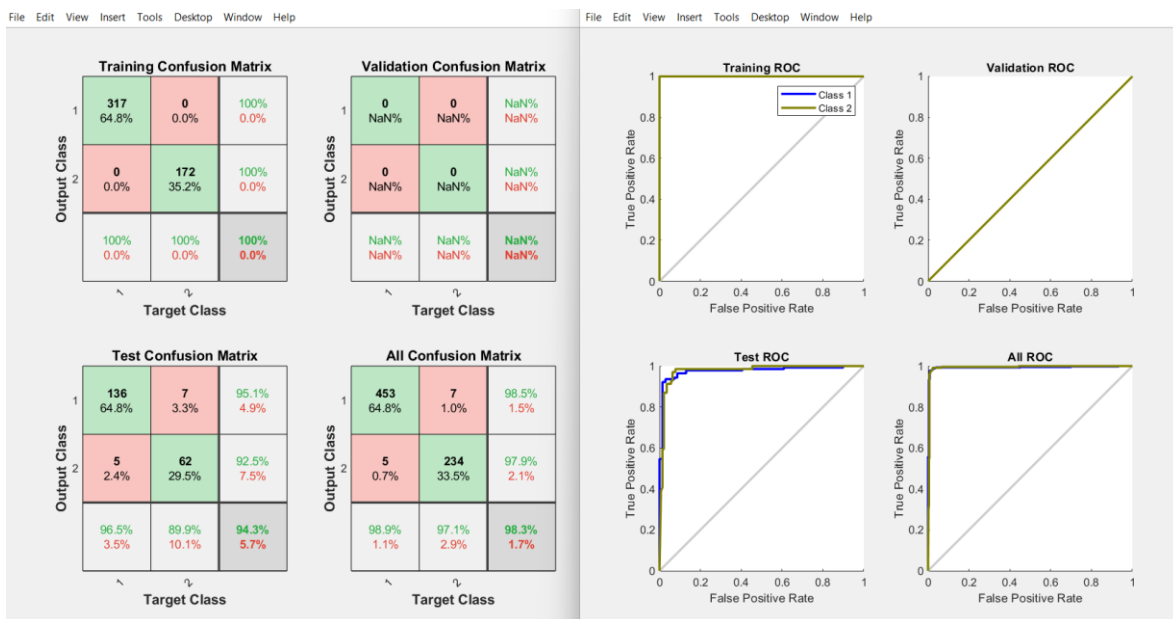 File Edit View Insert Tools Desktop Window Help
Training Confusion Matrix
Output Class
1
317
64.8%
0
0.0%
100%
0.0%
2
0
0.0%
172
35.2%
100%
0.0%
100%
0.0%
100%
0.0%
100%
0.0%
1
2
Target Class
Validation Confusion Matrix
Output Class
1
0
NaN%
0
NaN%
NaN%
NaN%
2
0
NaN%
0
NaN%
NaN%
NaN%
NaN%
NaN%
NaN%
NaN%
NaN%
NaN%
1
2
Target Class
Test Confusion Matrix
Output Class
1
136
64.8%
7
3.3%
95.1%
4.9%
2
5
2.4%
62
29.5%
92.5%
7.5%
96.5%
3.5%
89.9%
10.1%
94.3%
5.7%
1
2
Target Class
All Confusion Matrix
Output Class
1
453
64.8%
7
1.0%
98.5%
1.5%
2
5
0.7%
234
33.5%
97.9%
2.1%
98.9%
1.1%
97.1%
2.9%
98.3%
1.7%
1
2
Target Class
File Edit View Insert Tools Desktop Window Help
Training ROC
Class 1
Class 2
True Positive Rate
1
0.8
0.6
0.4
0.2
0
0 0.2 0.4 0.6 0.8 1
False Positive Rate
Validation ROC
True Positive Rate
1
0.8
0.6
0.4
0.2
0
0 0.2 0.4 0.6 0.8 1
False Positive Rate
Test ROC
True Positive Rate
1
0.8
0.6
0.4
0.2
0
0 0.2 0.4 0.6 0.8 1
False Positive Rate
All ROC
True Positive Rate
1
0.8
0.6
0.4
0.2
0
0 0.2 0.4 0.6 0.8 1
False Positive Rate